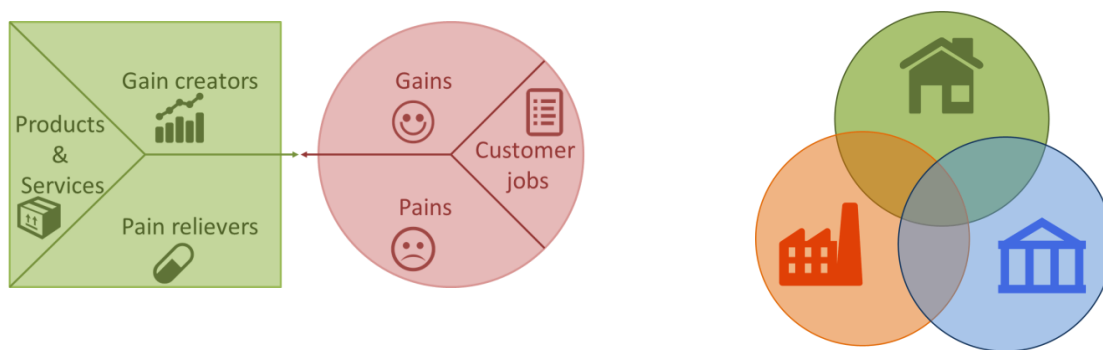 Gain creators
Products
&
Services
Pain relievers
Gains
Customer
jobs
Pains